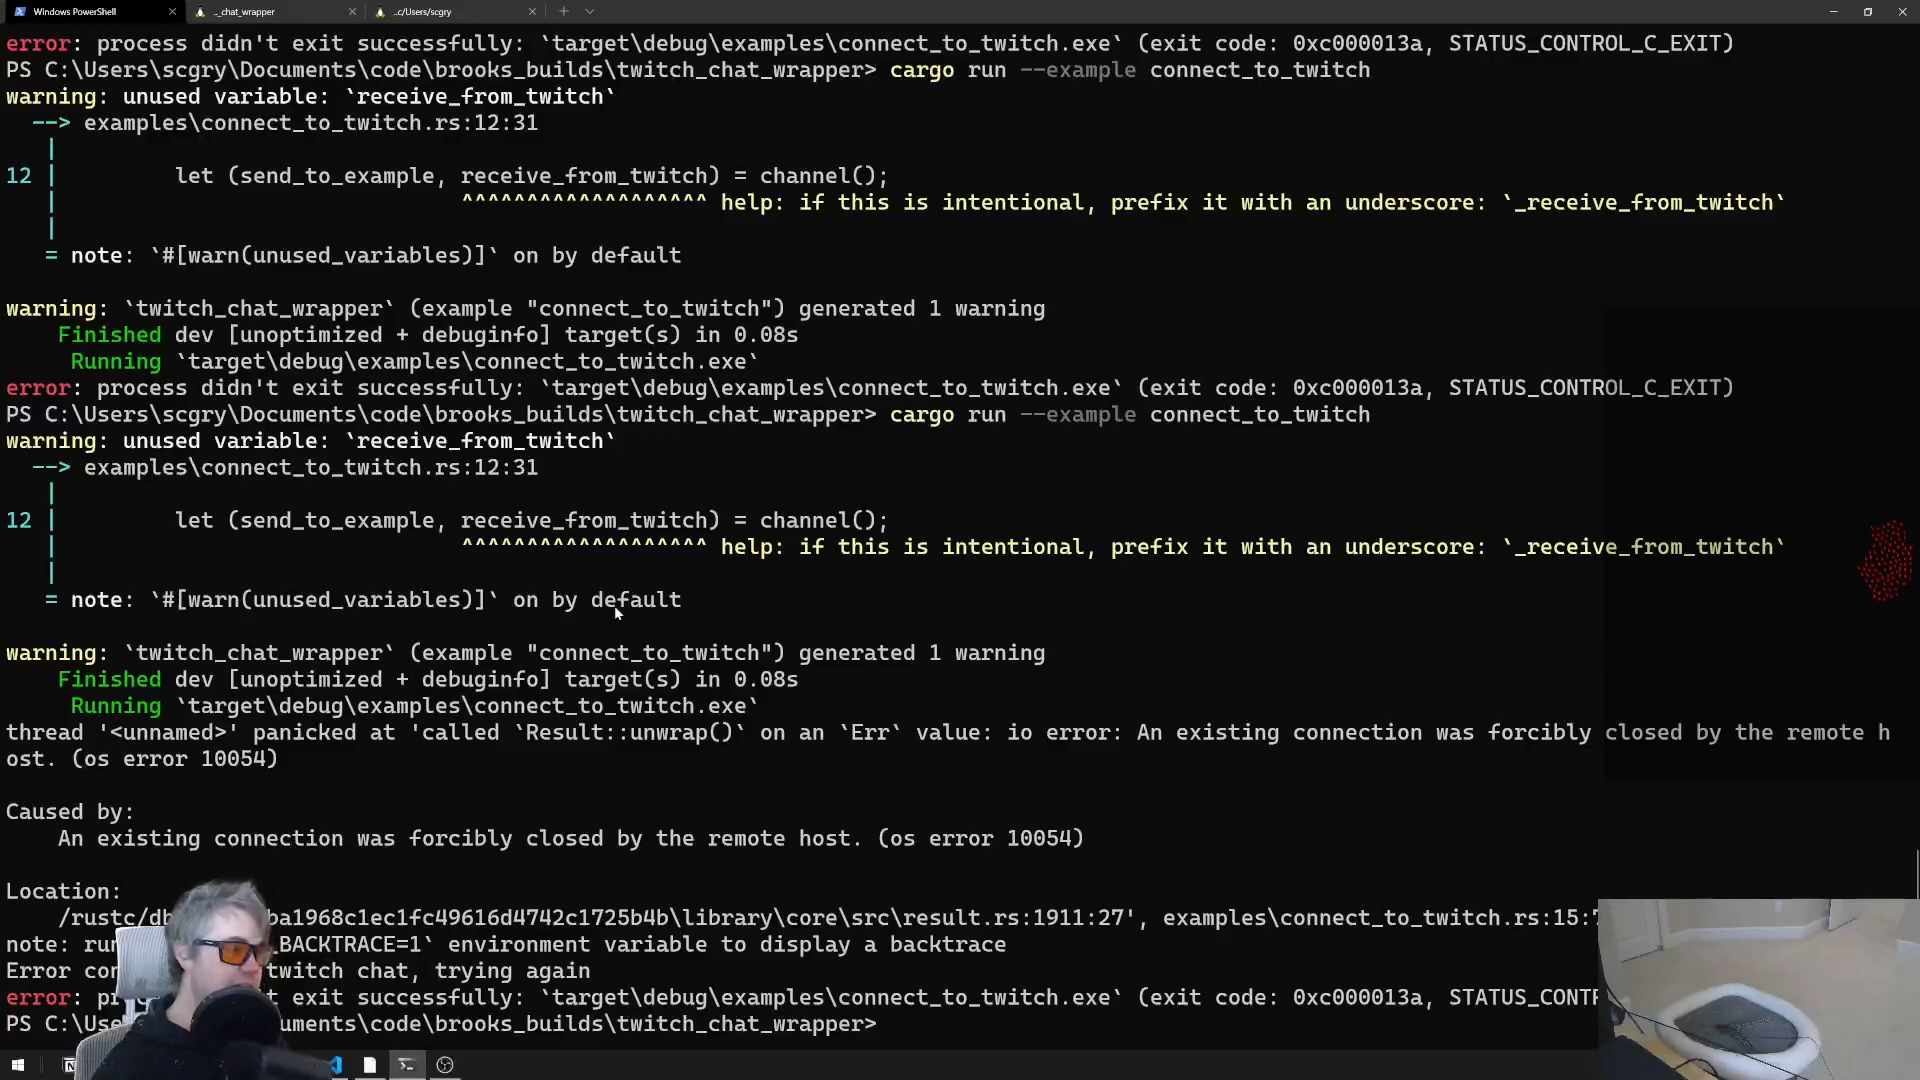 Windows PowerShell
.._chat_wrapper
..c/Users/scgry
error: process didn't exit successfully: `target\debug\examples\connect_to_twitch.exe` (exit code: 0xc000013a, STATUS_CONTROL_C_EXIT)
PS C:\Users\scgry\Documents\code\brooks_builds\twitch_chat_wrapper> cargo run --example connect_to_twitch
warning: unused variable: `receive_from_twitch`
--> examples\connect_to_twitch.rs:12:31
|
12 |         let (send_to_example, receive_from_twitch) = channel();
|                               ^^^^^^^^^^^^^^^^^^^ help: if this is intentional, prefix it with an underscore: `_receive_from_twitch`
|
= note: `#[warn(unused_variables)]` on by default
warning: `twitch_chat_wrapper` (example "connect_to_twitch") generated 1 warning
Finished dev [unoptimized + debuginfo] target(s) in 0.08s
Running `target\debug\examples\connect_to_twitch.exe`
error: process didn't exit successfully: `target\debug\examples\connect_to_twitch.exe` (exit code: 0xc000013a, STATUS_CONTROL_C_EXIT)
PS C:\Users\scgry\Documents\code\brooks_builds\twitch_chat_wrapper> cargo run --example connect_to_twitch
warning: unused variable: `receive_from_twitch`
--> examples\connect_to_twitch.rs:12:31
|
12 |         let (send_to_example, receive_from_twitch) = channel();
|                               ^^^^^^^^^^^^^^^^^^^ help: if this is intentional, prefix it with an underscore: `_receive_from_twitch`
|
= note: `#[warn(unused_variables)]` on by default
warning: `twitch_chat_wrapper` (example "connect_to_twitch") generated 1 warning
Finished dev [unoptimized + debuginfo] target(s) in 0.08s
Running `target\debug\examples\connect_to_twitch.exe`
thread '<unnamed>' panicked at 'called `Result::unwrap()` on an `Err` value: io error: An existing connection was forcibly closed by the remote h
ost. (os error 10054)
Caused by:
An existing connection was forcibly closed by the remote host. (os error 10054)
Location:
/rustc/db ba1968c1ec1fc49616d4742c1725b4b\library\core\src\result.rs:1911:27', examples\connect_to_twitch.rs:15:
note: ru _BACKTRACE=1` environment variable to display a backtrace
Error co twitch chat, trying again
error: p t exit successfully: `target\debug\examples\connect_to_twitch.exe` (exit code: 0xc000013a, STATUS_CONT
PS C:\Use uments\code\brooks_builds\twitch_chat_wrapper>